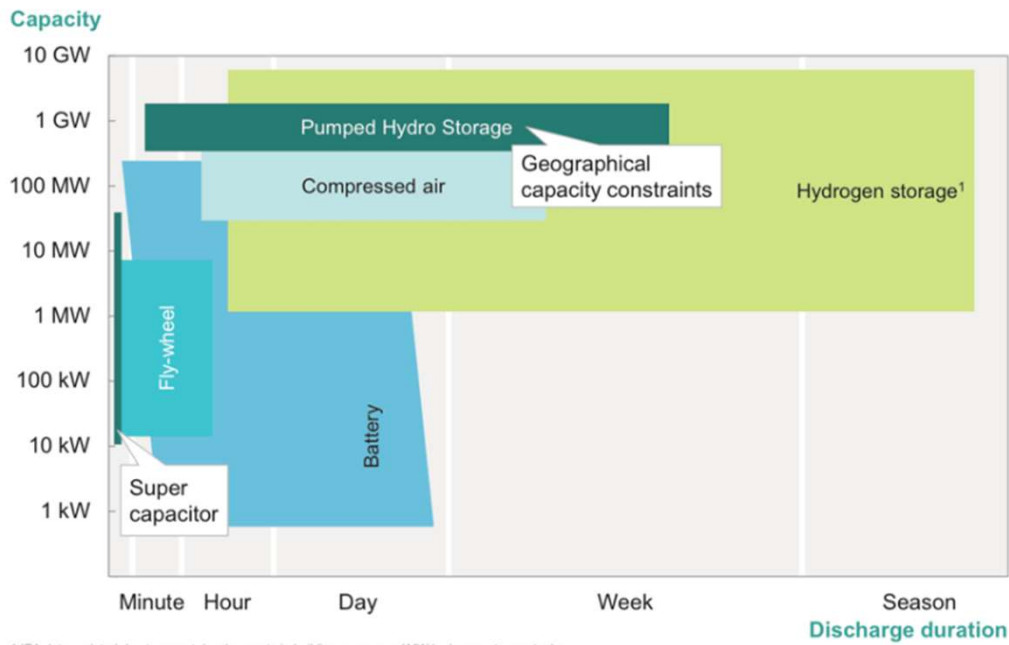 Capacity
10 GW
1 GW
100 MW
10 MW
1 MW
100 kW
10 kW
1 kW
Pumped Hydro Storage
Geographical
capacity constraints
Compressed air
Hydrogen storage¹
Fly-wheel
Battery
Super
capacitor
Minute Hour Day Week Season
Discharge duration